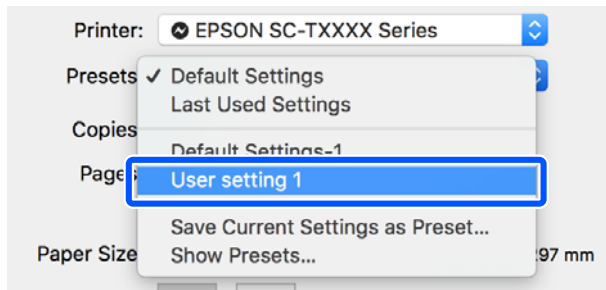 Printer: EPSON SC-TXXXX Series
Presets ✓ Default Settings
Last Used Settings
Copies
Default Settings-1
Pages User setting 1
Save Current Settings as Preset...
Paper Size Show Presets... 297 mm